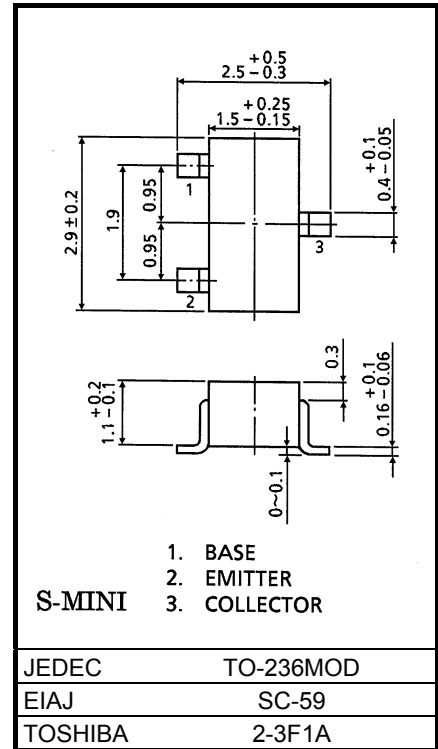 +0.5
2.5 – 0.3
+0.25
1.5 – 0.15
2.9±0.2
1.9
0.95
0.95
1
2
3
+0.1
0.4 – 0.05
+0.2
1.1 – 0.1
0.3
+0.1
0.16 – 0.06
0~0.1
1. BASE
2. EMITTER
S-MINI 3. COLLECTOR
JEDEC TO-236MOD
EIAJ SC-59
TOSHIBA 2-3F1A